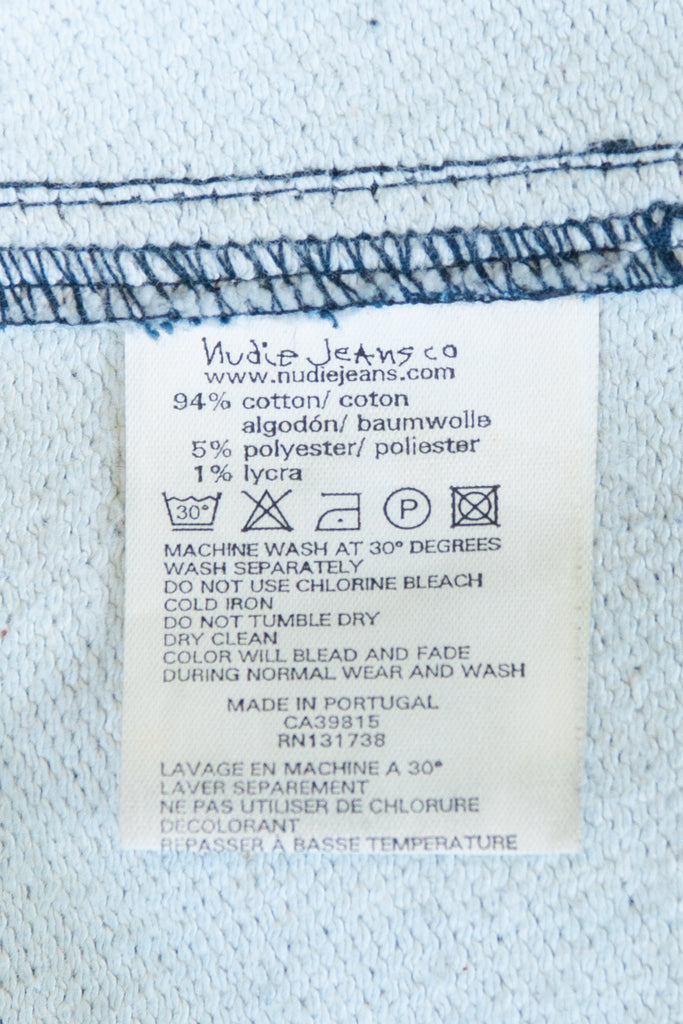 Nudie Jeans co
www.nudiejeans.com
94% cotton/ coton
algodón/ baumwolle
5% polyester/ poliester
1% lycra
30° P
MACHINE WASH AT 30° DEGREES
WASH SEPARATELY
DO NOT USE CHLORINE BLEACH
COLD IRON
DO NOT TUMBLE DRY
DRY CLEAN
COLOR WILL BLEAD AND FADE
DURING NORMAL WEAR AND WASH
MADE IN PORTUGAL
CA39815
RN131738
LAVAGE EN MACHINE A 30°
LAVER SEPAREMENT
NE PAS UTILISER DE CHLORURE
DECOLORANT
REPASSER À BASSE TEMPERATURE